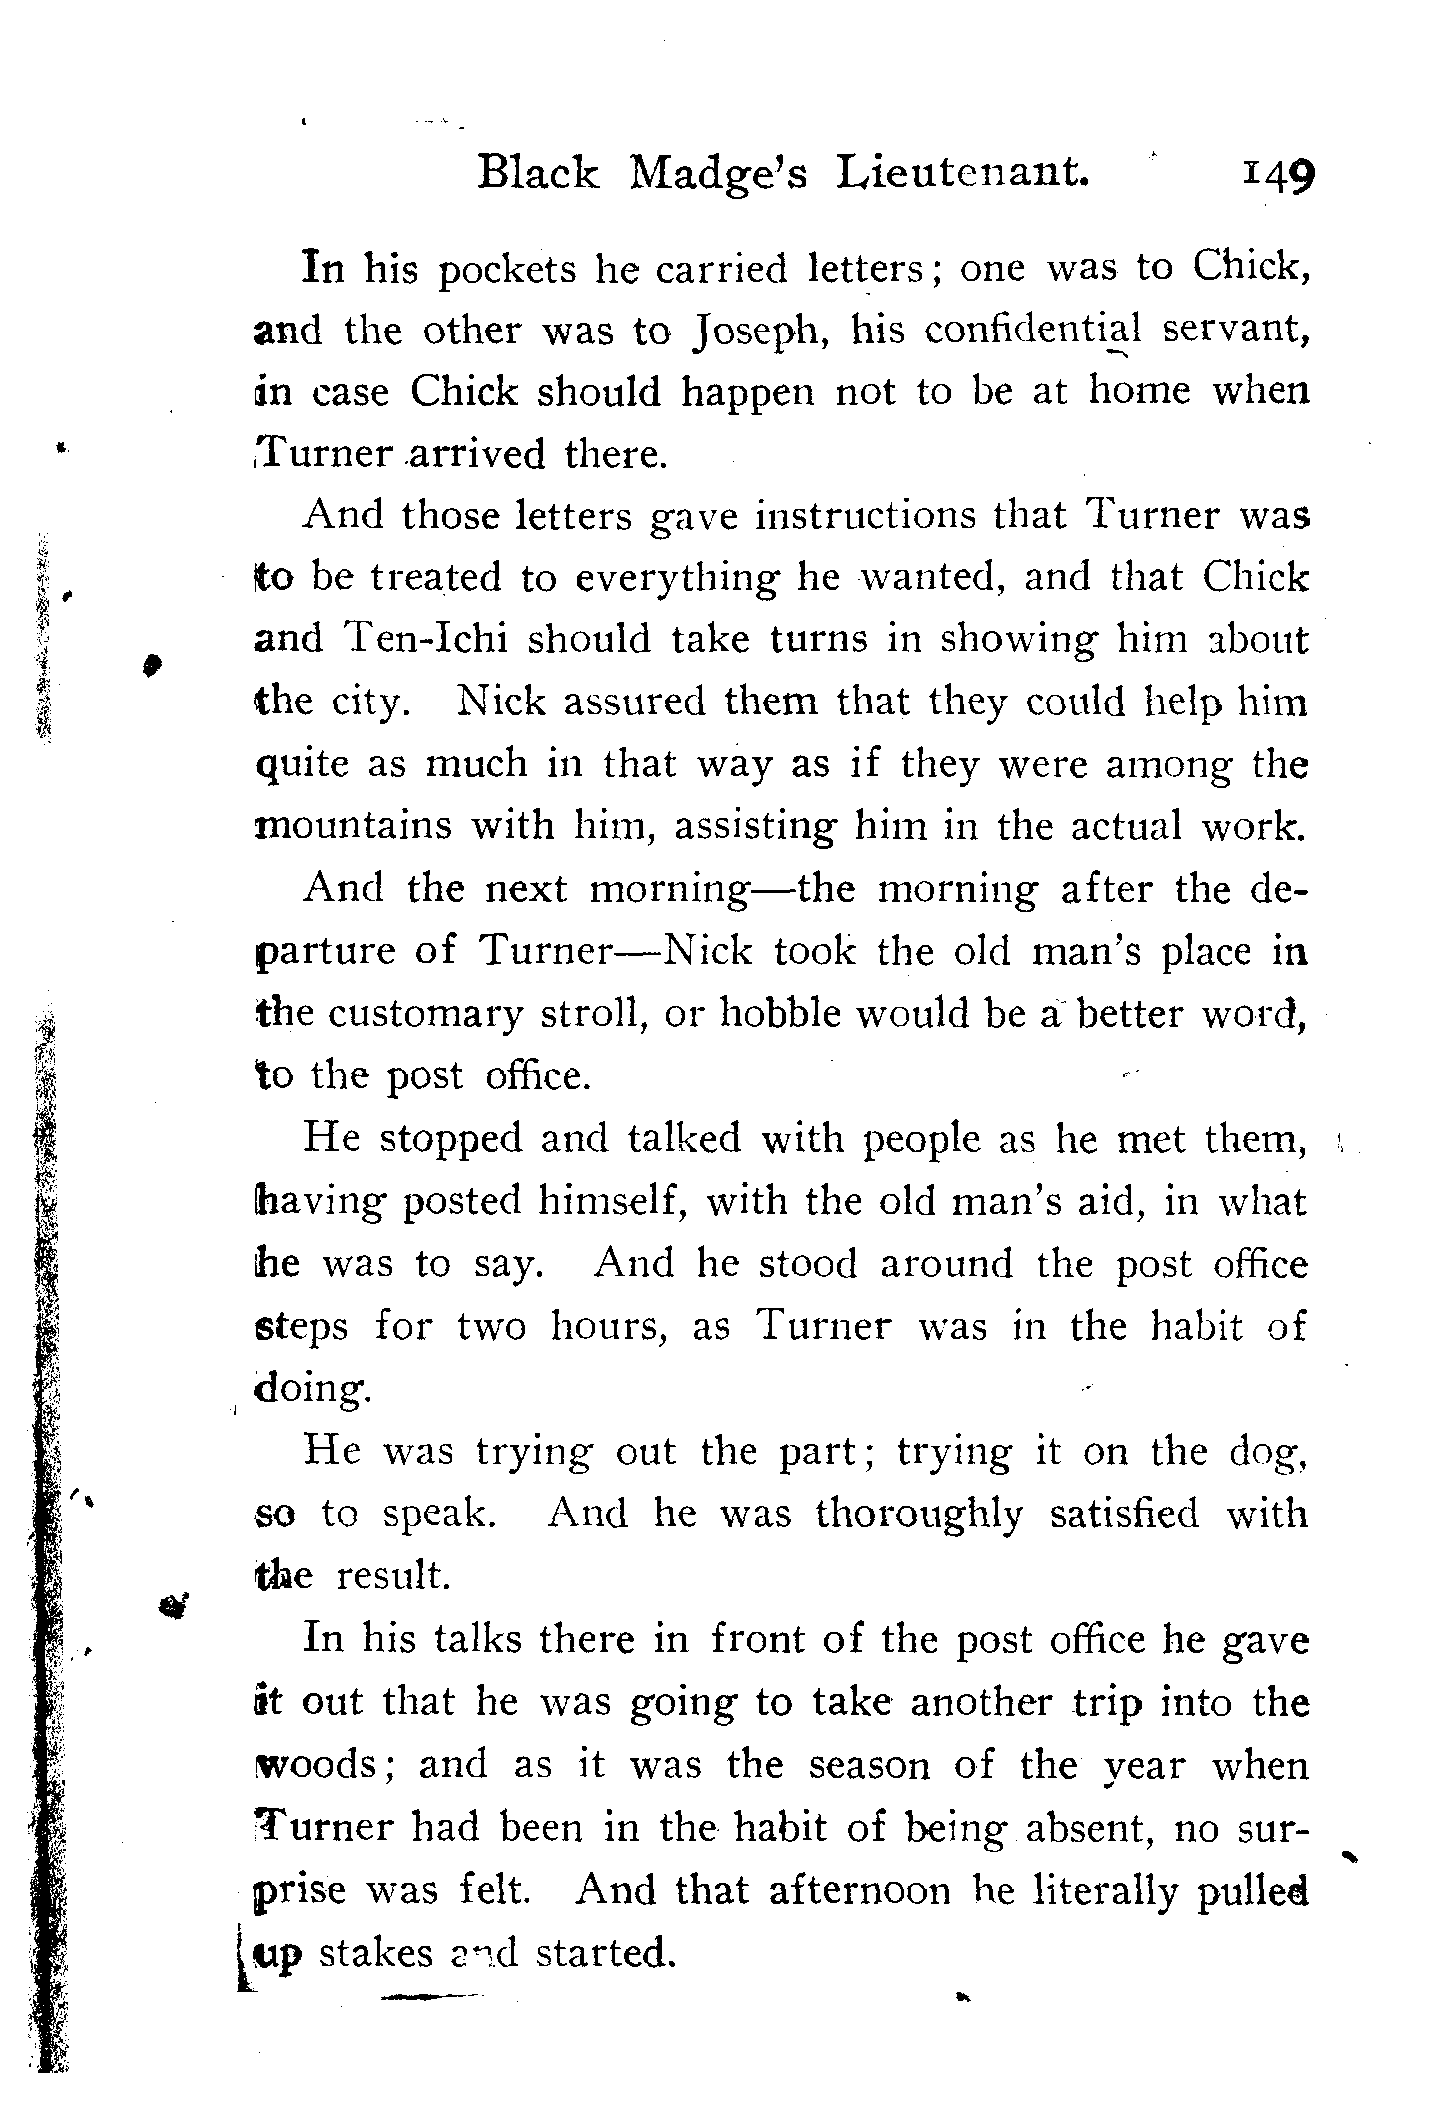 Black Madge's Lieutenant. 149
In his pockets he carried letters; one was to Chick,
and the other was to Joseph, his confidential servant,
in case Chick should happen not to be at home when
Turner arrived there.
And those letters gave instructions that Turner was
to be treated to everything he wanted, and that Chick
and Ten-Ichi should take turns in showing him about
the city. Nick assured them that they could help him
quite as much in that way as if they were among the
mountains with him, assisting him in the actual work.
And the next morning—the morning after the de-
parture of Turner—Nick took the old man's place in
the customary stroll, or hobble would be a better word,
to the post office.
He stopped and talked with people as he met them,
having posted himself, with the old man's aid, in what
he was to say. And he stood around the post office
steps for two hours, as Turner was in the habit of
doing.
He was trying out the part; trying it on the dog,
so to speak. And he was thoroughly satisfied with
the result.
In his talks there in front of the post office he gave
it out that he was going to take another trip into the
woods; and as it was the season of the year when
Turner had been in the habit of being absent, no sur-
prise was felt. And that afternoon he literally pulled
up stakes and started.